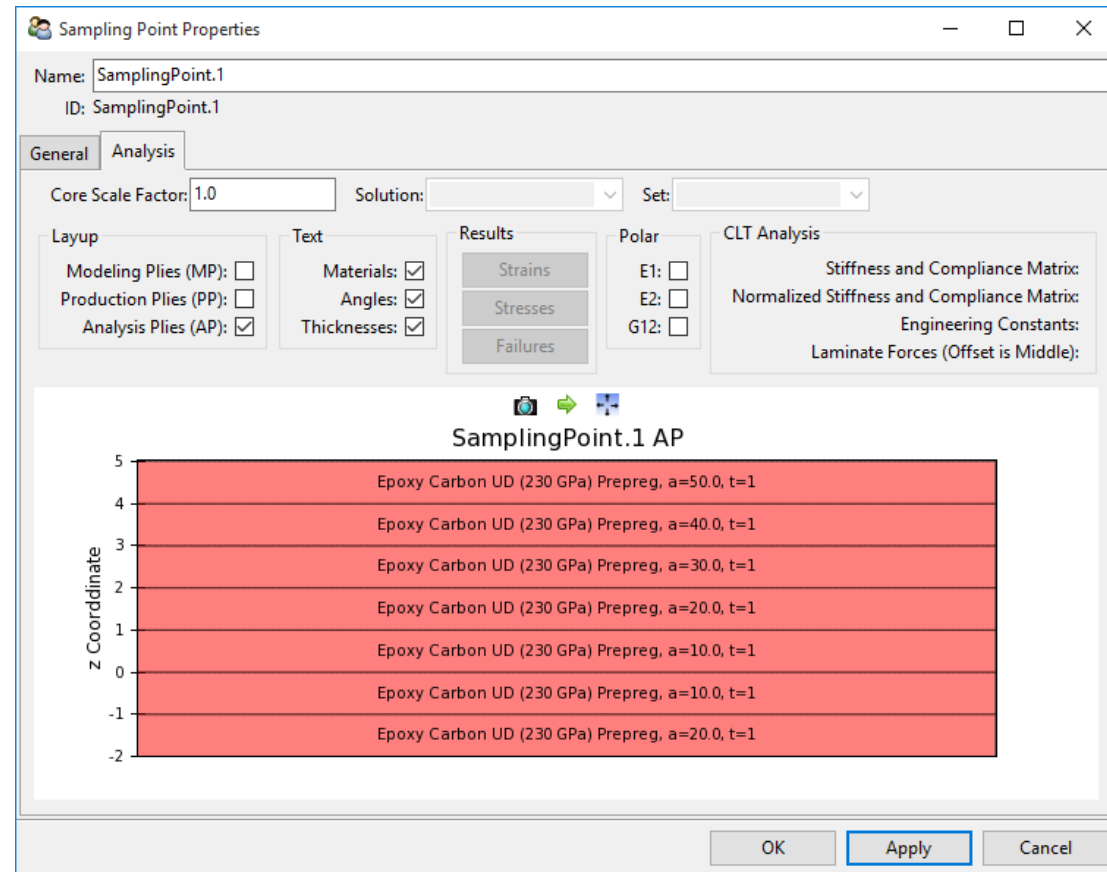 Sampling Point Properties
Name: SamplingPoint.1
ID: SamplingPoint.1
General Analysis
Core Scale Factor: 1.0 Solution: Set:
Layup Text Results Polar CLT Analysis
Modeling Plies (MP): Materials: Strains E1: Stiffness and Compliance Matrix:
Production Plies (PP): Angles: Stresses E2: Normalized Stiffness and Compliance Matrix:
Analysis Plies (AP): Thicknesses: Failures G12: Engineering Constants:
Laminate Forces (Offset is Middle):
SamplingPoint.1 AP
5
Epoxy Carbon UD (230 GPa) Prepreg, a=50.0, t=1
4
Epoxy Carbon UD (230 GPa) Prepreg, a=40.0, t=1
3
Epoxy Carbon UD (230 GPa) Prepreg, a=30.0, t=1
2
Epoxy Carbon UD (230 GPa) Prepreg, a=20.0, t=1
1
Epoxy Carbon UD (230 GPa) Prepreg, a=10.0, t=1
0
Epoxy Carbon UD (230 GPa) Prepreg, a=10.0, t=1
-1
Epoxy Carbon UD (230 GPa) Prepreg, a=20.0, t=1
-2
z Coorddinate
OK Apply Cancel